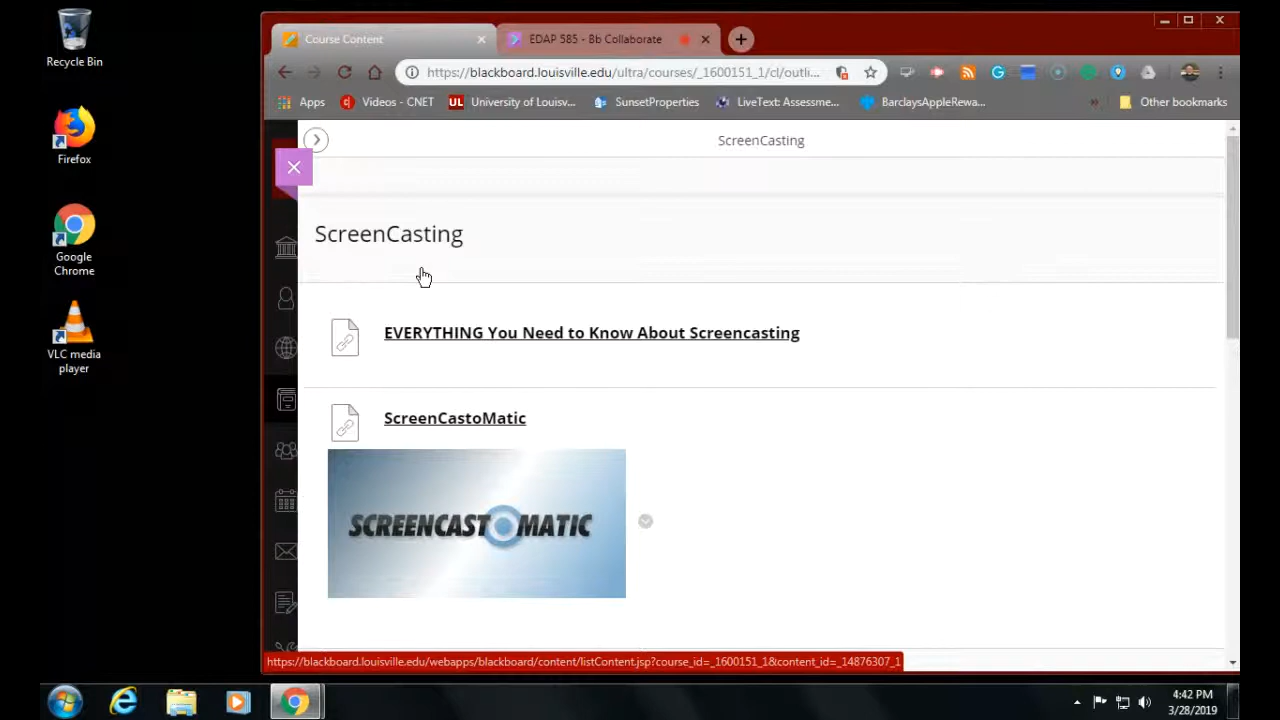 Recycle Bin
Firefox
Google
Chrome
VLC media
player
Course Content
EDAP 585 - Bb Collaborate
https://blackboard.louisville.edu/ultra/courses/_1600151_1/cl/outli...
Apps
Videos - CNET
UL University of Louisv...
SunsetProperties
LiveText: Assessme...
BarclaysAppleRewa...
» Other bookmarks
ScreenCasting
ScreenCasting
EVERYTHING You Need to Know About Screencasting
ScreenCastoMatic
SCREENCAST MATIC
https://blackboard.louisville.edu/webapps/blackboard/content/listContent.jsp?course_id=_1600151_1&content_id=_14876307_1
4:42 PM
3/28/2019